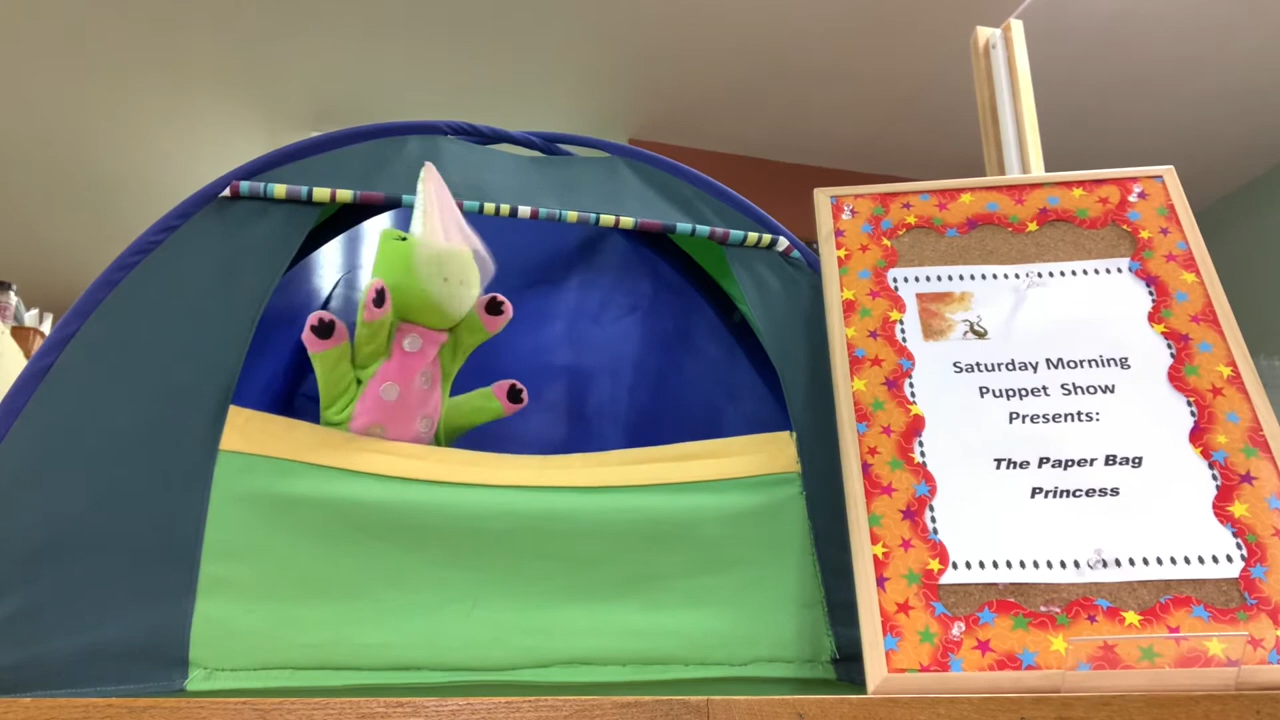 Saturday Morning
Puppet Show
Presents:
The Paper Bag
Princess